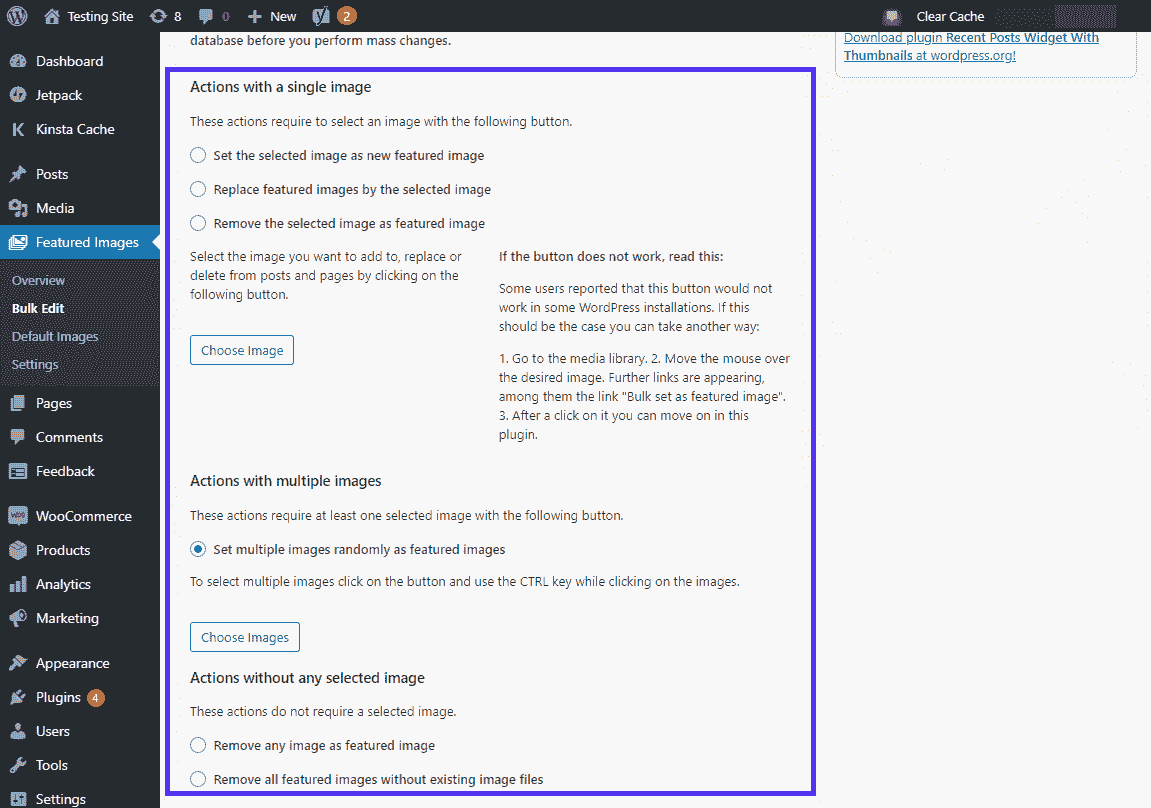 Testing Site
8
0
New
2
Clear Cache
Dashboard
Jetpack
Kinsta Cache
Posts
Media
Featured Images
Overview
Bulk Edit
Default Images
Settings
Pages
Comments
Feedback
WooCommerce
Products
Analytics
Marketing
Appearance
Plugins 4
Users
Tools
Settings
database before you perform mass changes.
Actions with a single image
These actions require to select an image with the following button.
Set the selected image as new featured image
Replace featured images by the selected image
Remove the selected image as featured image
Select the image you want to add to, replace or
delete from posts and pages by clicking on the
following button.
Choose Image
If the button does not work, read this:
Some users reported that this button would not
work in some WordPress installations. If this
should be the case you can take another way:
1. Go to the media library. 2. Move the mouse over
the desired image. Further links are appearing,
among them the link "Bulk set as featured image".
3. After a click on it you can move on in this
plugin.
Actions with multiple images
These actions require at least one selected image with the following button.
Set multiple images randomly as featured images
To select multiple images click on the button and use the CTRL key while clicking on the images.
Choose Images
Actions without any selected image
These actions do not require a selected image.
Remove any image as featured image
Remove all featured images without existing image files
Download plugin Recent Posts Widget With
Thumbnails at wordpress.org!